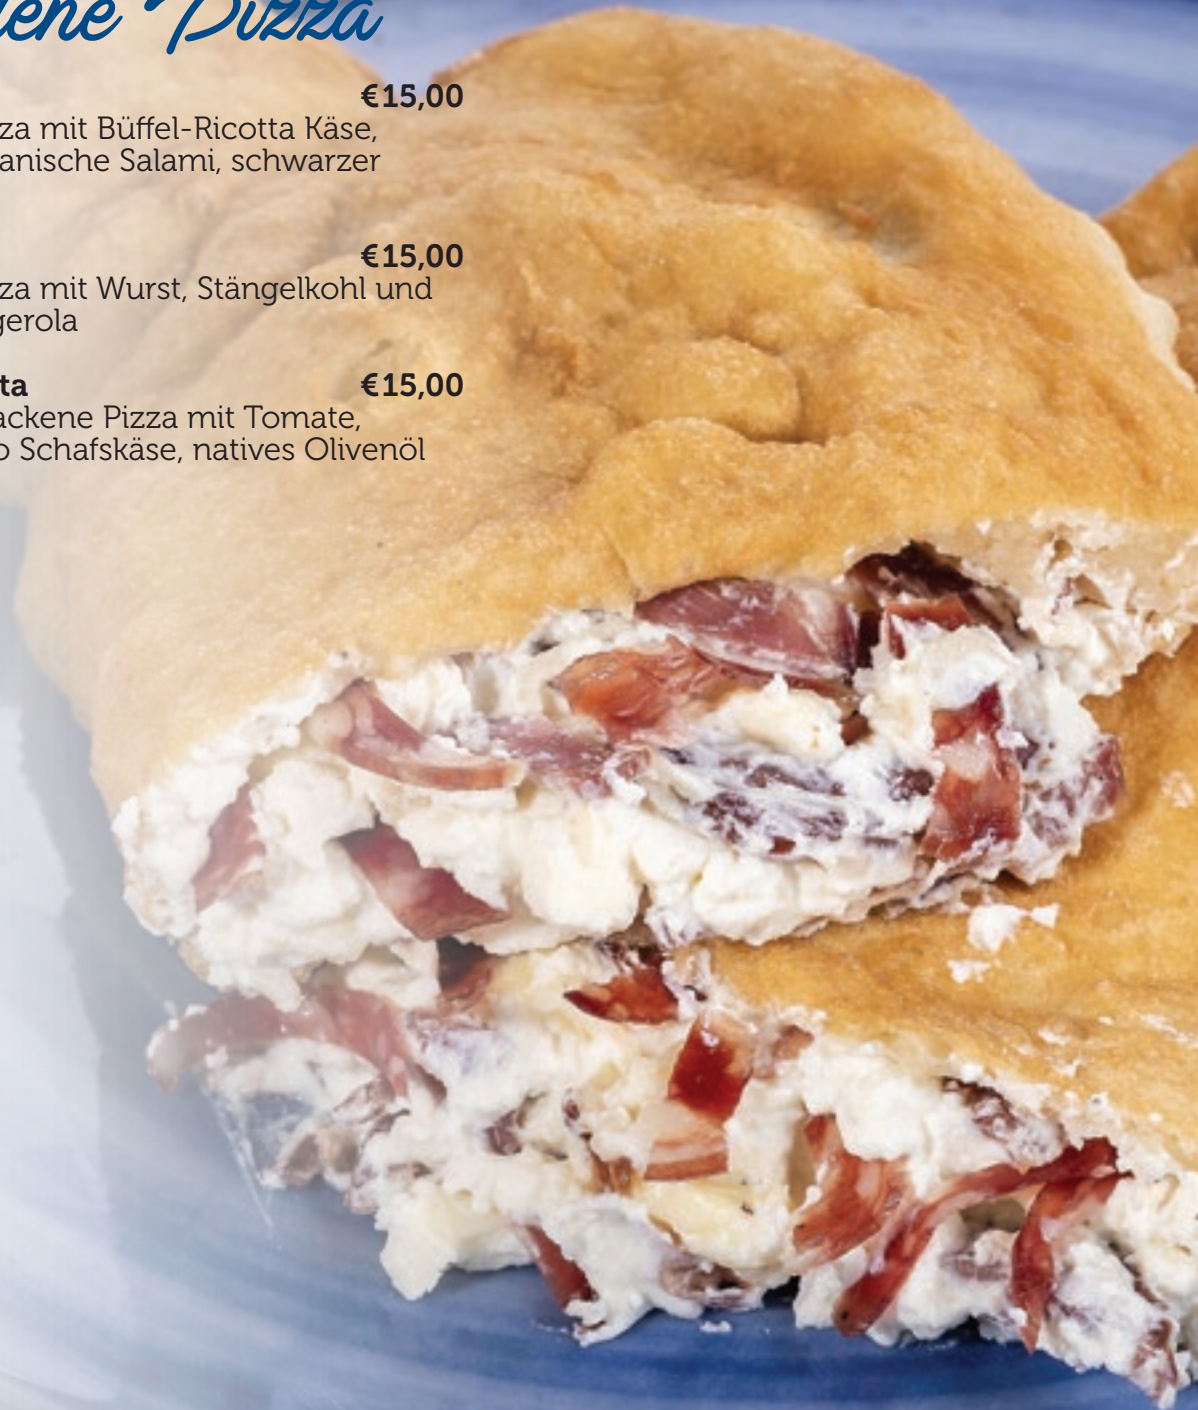 ene Pizza
€15,00
za mit Büffel-Ricotta Käse,
anische Salami, schwarzer
€15,00
za mit Wurst, Stängelkohl und
gerola
ta €15,00
ackene Pizza mit Tomate,
o Schafskäse, natives Olivenöl